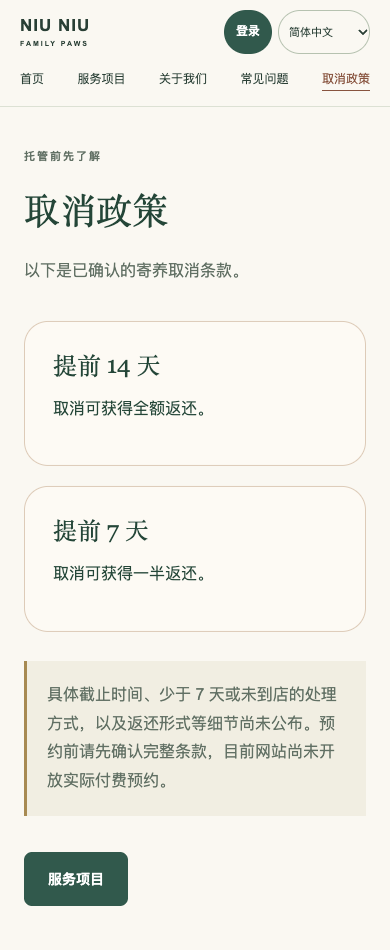 NIU NIU
FAMILY PAWS
登录
简体中文
首页
服务项目
关于我们
常见问题
取消政策
托管前先了解
取消政策
以下是已确认的寄养取消条款。
提前 14 天
取消可获得全额返还。
提前 7 天
取消可获得一半返还。
具体截止时间、少于 7 天或未到店的处理
方式，以及返还形式等细节尚未公布。预
约前请先确认完整条款，目前网站尚未开
放实际付费预约。
服务项目